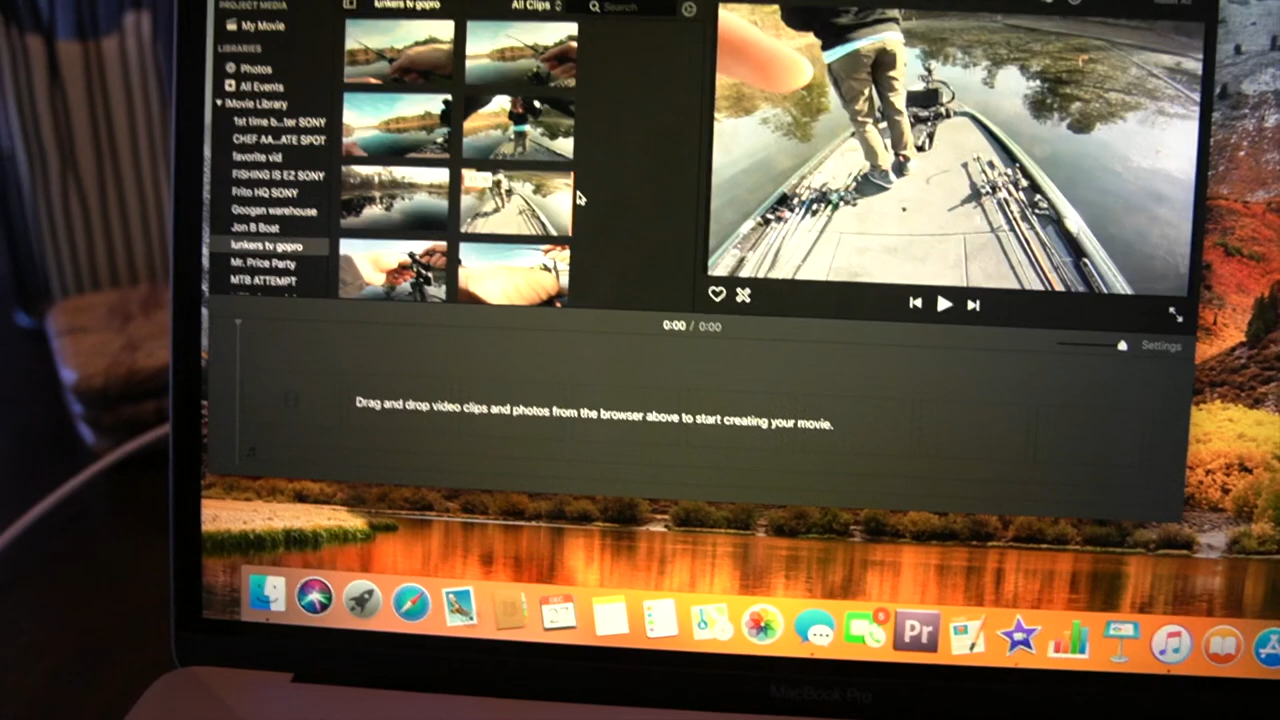 PROJECT MEDIA
My Movie
LIBRARIES
Photos
All Events
iMovie Library
1st time b...ter SONY
CHEF AA...ATE SPOT
favorite vid
FISHING IS EZ SONY
Frito HQ SONY
Googan warehouse
Jon B Boat
lunkers tv gopro
Mr. Price Party
MTB ATTEMPT
lunkers tv gopro
All Clips
Search
0:00 / 0:00
Settings
Drag and drop video clips and photos from the browser above to start creating your movie.
DEC
27
Pr
MacBook Pro